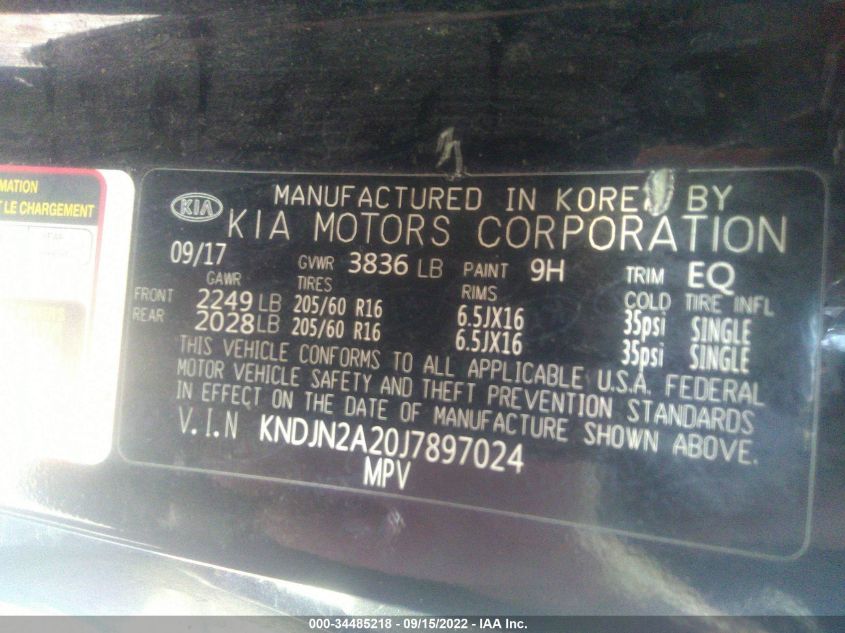 MATION
T LE CHARGEMENT
KIA
MANUFACTURED IN KOREA BY
KIA MOTORS CORPORATION
09/17 GVWR 3836 LB PAINT 9H TRIM EQ
GAWR TIRES RIMS COLD TIRE INFL
FRONT 2249 LB 205/60 R16 6.5JX16 35psi SINGLE
REAR 2028 LB 205/60 R16 6.5JX16 35psi SINGLE
THIS VEHICLE CONFORMS TO ALL APPLICABLE U.S.A. FEDERAL
MOTOR VEHICLE SAFETY AND THEFT PREVENTION STANDARDS
IN EFFECT ON THE DATE OF MANUFACTURE SHOWN ABOVE.
V.I.N KNDJN2A20J7897024
MPV
000-34485218 - 09/15/2022 - IAA Inc.